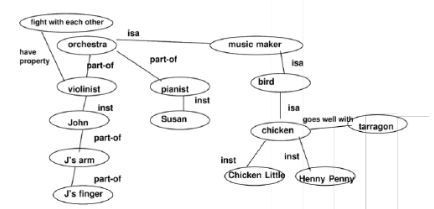 fight with each other
isa
orchestra
music maker
have
property
part-of
part-of
isa
violinist
pianist
bird
inst
inst
isa
John
Susan
goes well with
chicken
tarragon
part-of
inst
inst
J's arm
Chicken Little
Henny Penny
part-of
J's finger